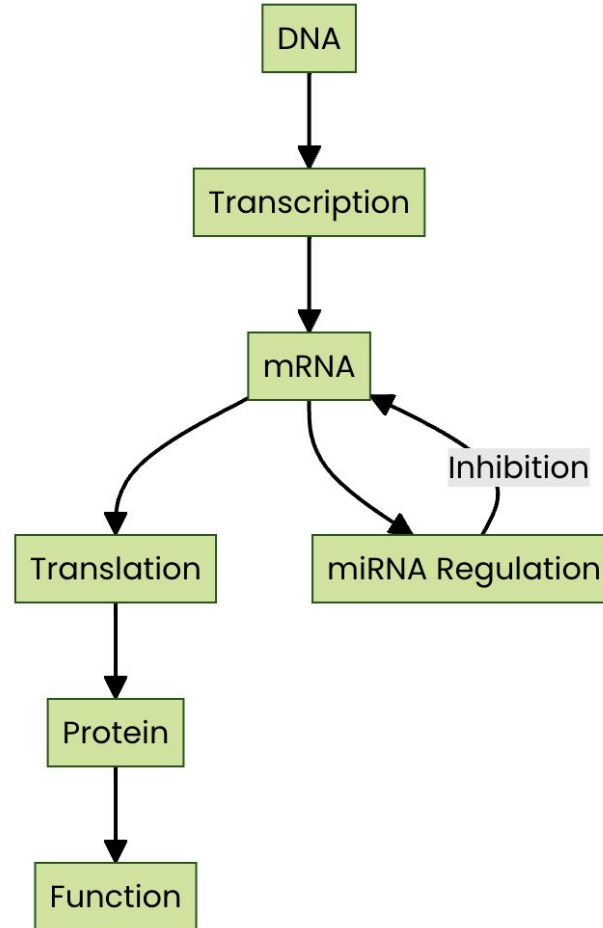 DNA
Transcription
mRNA
Inhibition
Translation
miRNA Regulation
Protein
Function